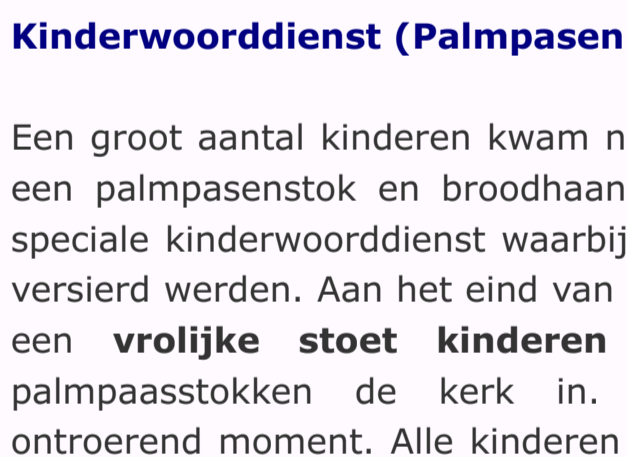 Kinderwoorddienst (Palmpasen
Een groot aantal kinderen kwam n
een palmpasenstok en broodhaan
speciale kinderwoorddienst waarbij
versierd werden. Aan het eind van
een vrolijke stoet kinderen
palmpaasstokken de kerk in.
ontroerend moment. Alle kinderen